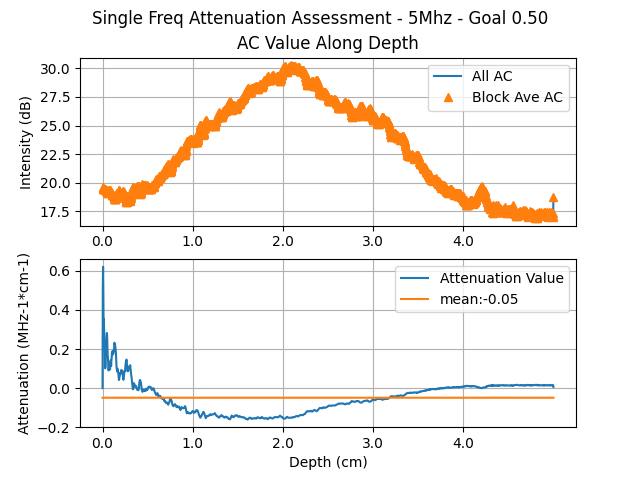 Single Freq Attenuation Assessment - 5Mhz - Goal 0.50
AC Value Along Depth
Intensity (dB)
30.0
27.5
25.0
22.5
20.0
17.5
All AC
Block Ave AC
0.0 1.0 2.0 3.0 4.0
Attenuation (MHz-1*cm-1)
0.6
0.4
0.2
0.0
−0.2
Attenuation Value
mean:-0.05
0.0 1.0 2.0 3.0 4.0
Depth (cm)